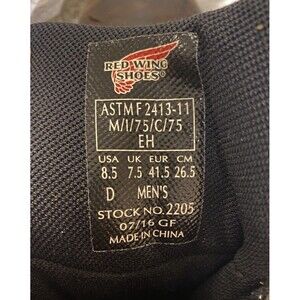 RED WING
SHOES
ASTM F 2413-11
M/I/75/C/75
EH
USA UK EUR CM
8.5 7.5 41.5 26.5
D MEN'S
STOCK NO. 2205
07/16 GF
MADE IN CHINA